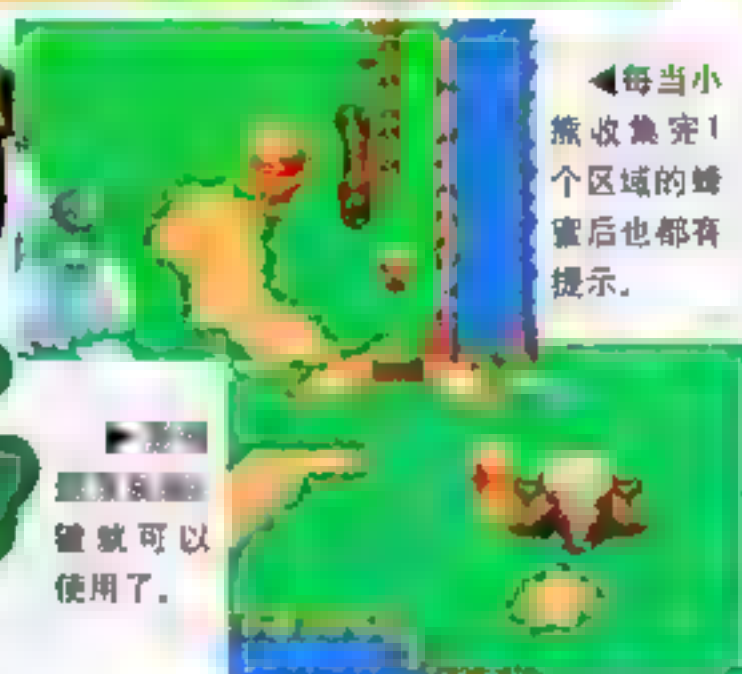 ◀每当小
熊收集完1
个区域的蜂
蜜后也都有
提示。
键就可以
使用了。